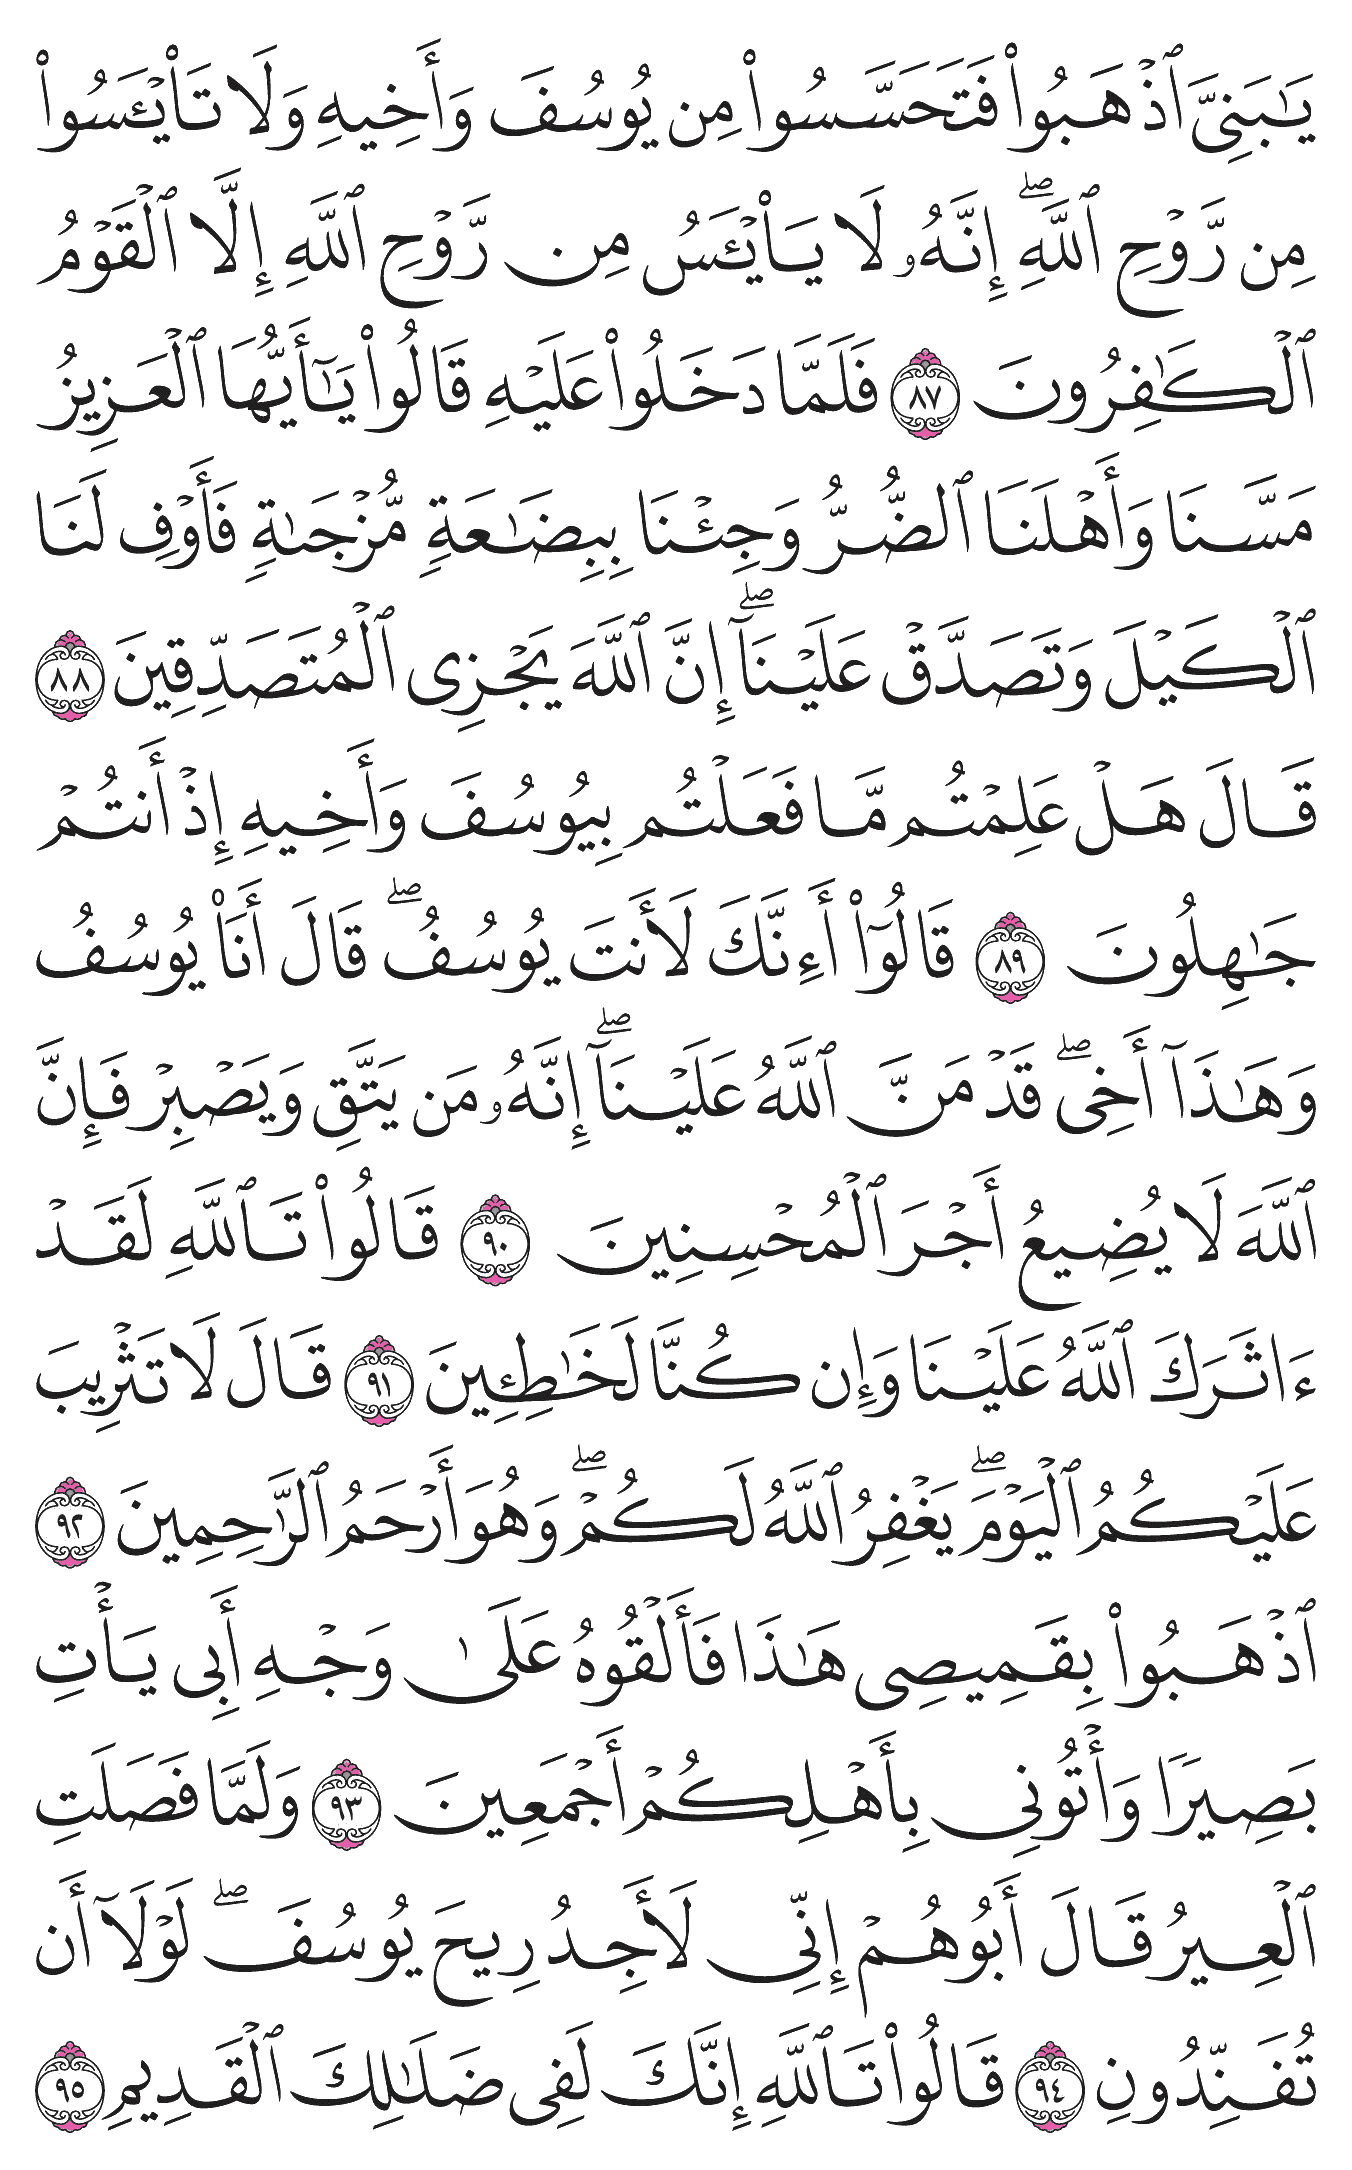 يَٰبَنِىَّ ٱذْهَبُوا۟ فَتَحَسَّسُوا۟ مِن يُوسُفَ وَأَخِيهِ وَلَا تَا۟يْـَٔسُوا۟
مِن رَّوْحِ ٱللَّهِ ۖ إِنَّهُۥ لَا يَا۟يْـَٔسُ مِن رَّوْحِ ٱللَّهِ إِلَّا ٱلْقَوْمُ
ٱلْكَٰفِرُونَ ٨٧ فَلَمَّا دَخَلُوا۟ عَلَيْهِ قَالُوا۟ يَٰٓأَيُّهَا ٱلْعَزِيزُ
مَسَّنَا وَأَهْلَنَا ٱلضُّرُّ وَجِئْنَا بِبِضَٰعَةٍ مُّزْجَىٰةٍ فَأَوْفِ لَنَا
ٱلْكَيْلَ وَتَصَدَّقْ عَلَيْنَآ ۖ إِنَّ ٱللَّهَ يَجْزِى ٱلْمُتَصَدِّقِينَ ٨٨
قَالَ هَلْ عَلِمْتُم مَّا فَعَلْتُم بِيُوسُفَ وَأَخِيهِ إِذْ أَنتُمْ
جَٰهِلُونَ ٨٩ قَالُوٓا۟ أَءِنَّكَ لَأَنتَ يُوسُفُ ۖ قَالَ أَنَا۠ يُوسُفُ
وَهَٰذَآ أَخِى ۖ قَدْ مَنَّ ٱللَّهُ عَلَيْنَآ ۖ إِنَّهُۥ مَن يَتَّقِ وَيَصْبِرْ فَإِنَّ
ٱللَّهَ لَا يُضِيعُ أَجْرَ ٱلْمُحْسِنِينَ ٩٠ قَالُوا۟ تَٱللَّهِ لَقَدْ
ءَاثَرَكَ ٱللَّهُ عَلَيْنَا وَإِن كُنَّا لَخَٰطِـِٔينَ ٩١ قَالَ لَا تَثْرِيبَ
عَلَيْكُمُ ٱلْيَوْمَ ۖ يَغْفِرُ ٱللَّهُ لَكُمْ ۖ وَهُوَ أَرْحَمُ ٱلرَّٰحِمِينَ ٩٢
ٱذْهَبُوا۟ بِقَمِيصِى هَٰذَا فَأَلْقُوهُ عَلَىٰ وَجْهِ أَبِى يَأْتِ
بَصِيرًا وَأْتُونِى بِأَهْلِكُمْ أَجْمَعِينَ ٩٣ وَلَمَّا فَصَلَتِ
ٱلْعِيرُ قَالَ أَبُوهُمْ إِنِّى لَأَجِدُ رِيحَ يُوسُفَ ۖ لَوْلَآ أَن
تُفَنِّدُونِ ٩٤ قَالُوا۟ تَٱللَّهِ إِنَّكَ لَفِى ضَلَٰلِكَ ٱلْقَدِيمِ ٩٥